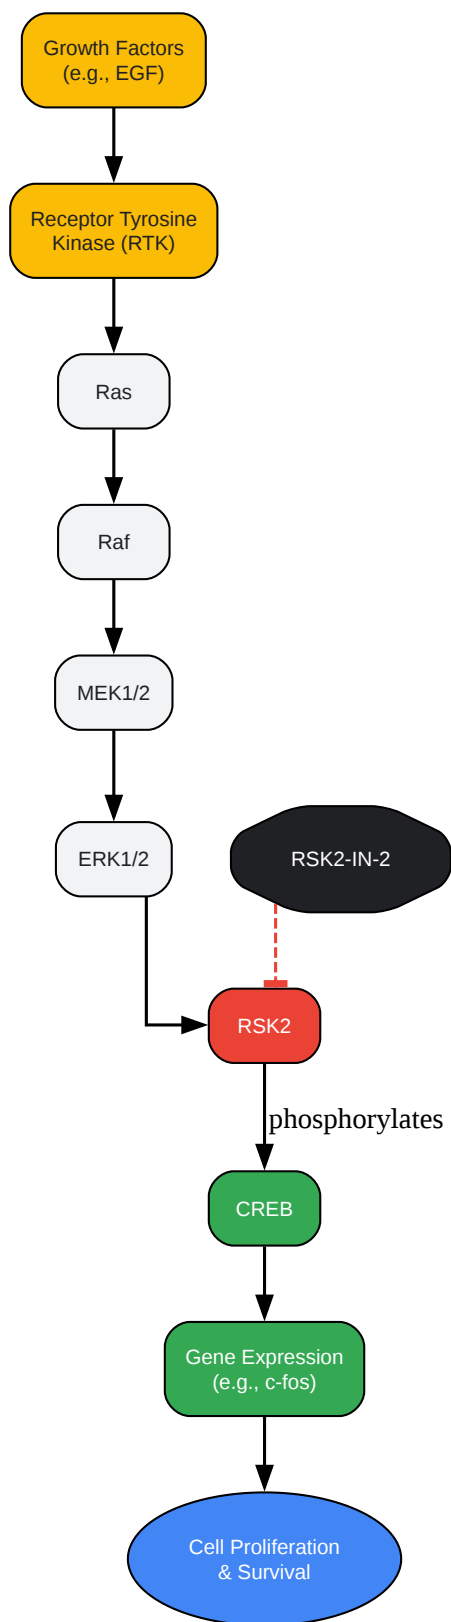 Growth Factors
(e.g., EGF)
Receptor Tyrosine
Kinase (RTK)
Ras
Raf
MEK1/2
ERK1/2
RSK2-IN-2
RSK2
phosphorylates
CREB
Gene Expression
(e.g., c-fos)
Cell Proliferation
& Survival